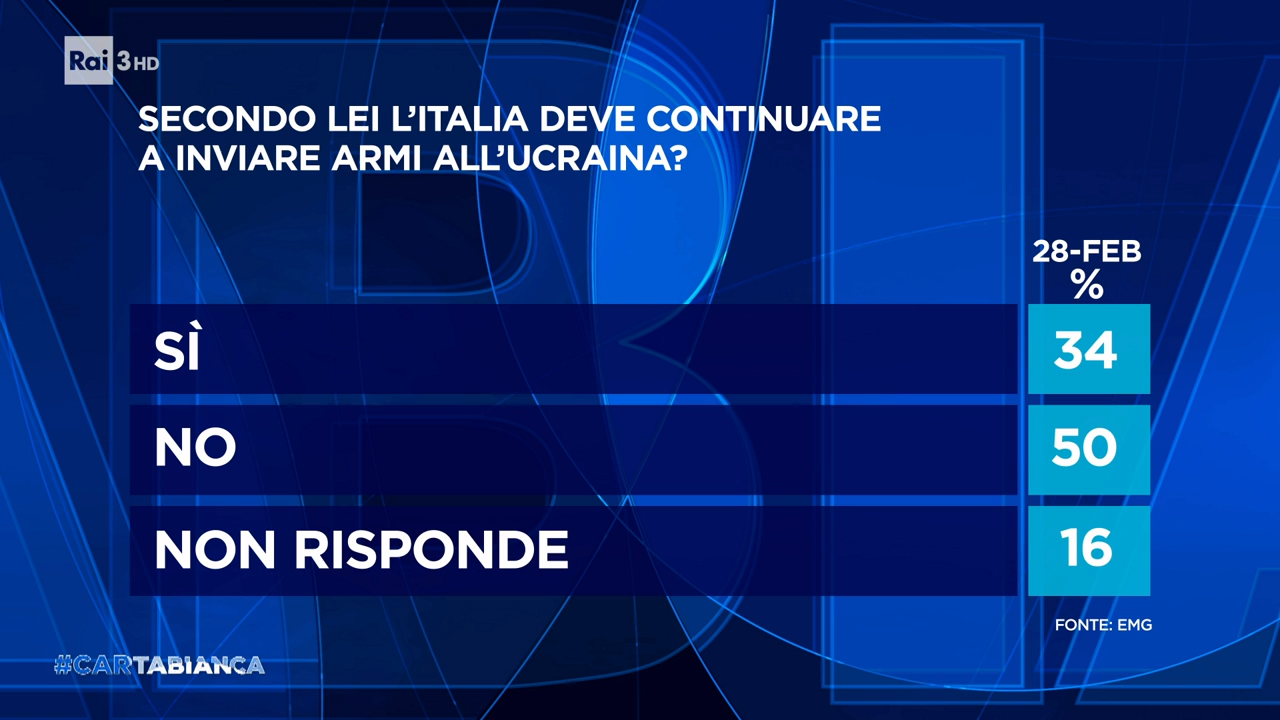 Rai 3HD
SECONDO LEI L'ITALIA DEVE CONTINUARE
A INVIARE ARMI ALL'UCRAINA?
28-FEB
%
SÌ 34
NO 50
NON RISPONDE 16
FONTE: EMG
#CARTABIANCA